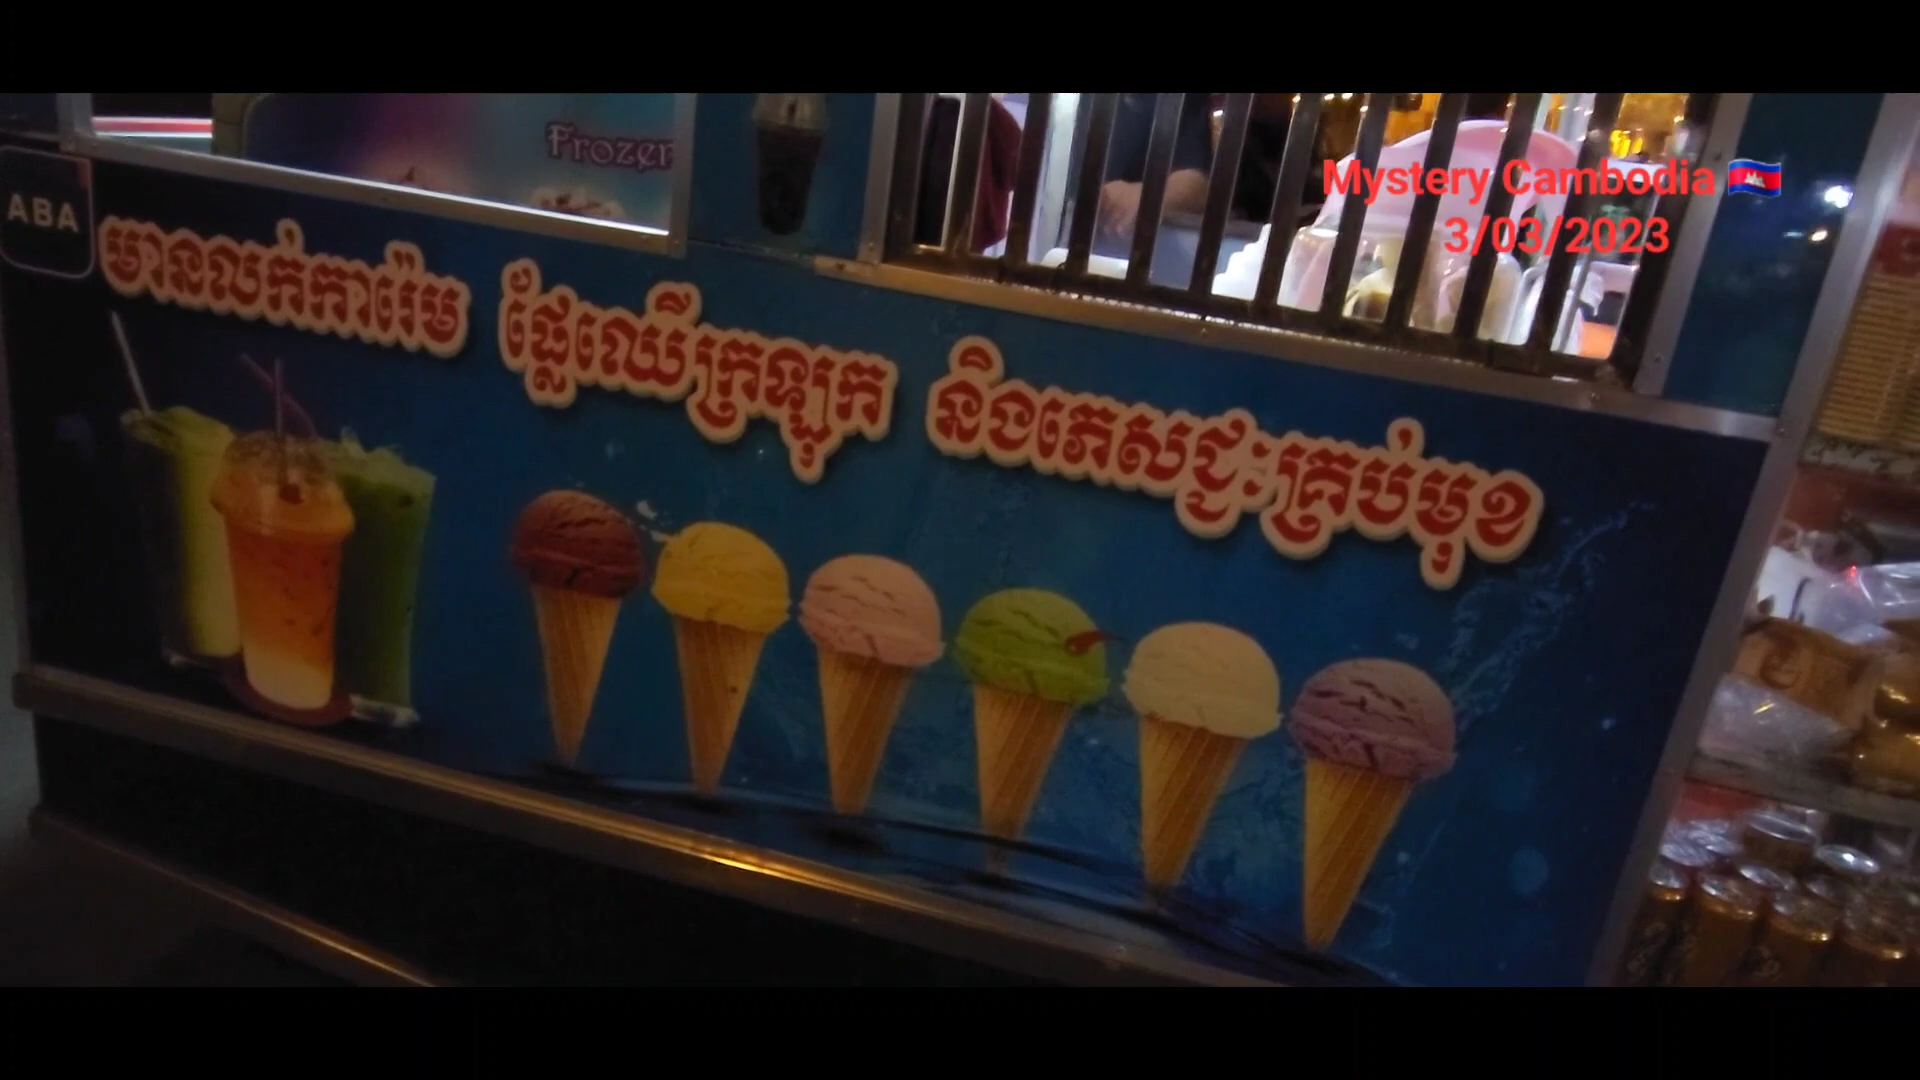 Frozen
Mystery Cambodia 🇰🇭
3/03/2023
ABA
មានលក់ការ៉េម ផ្លែឈើក្រឡុក និងភេសជ្ជៈគ្រប់មុខ